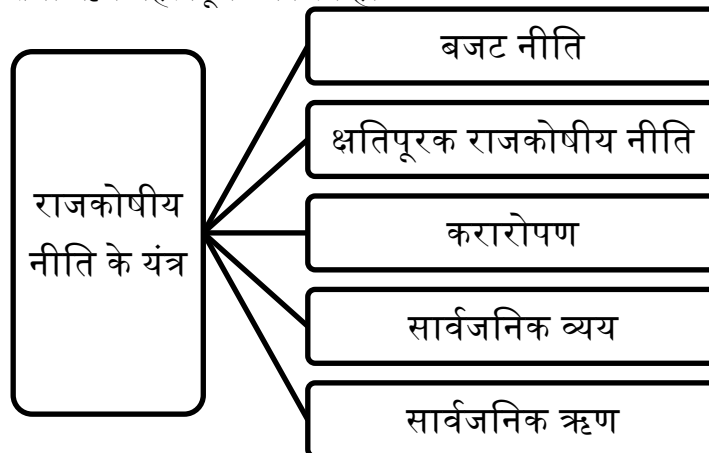 राजकोषीय
नीति के यंत्र
बजट नीति
क्षतिपूरक राजकोषीय नीति
करारोपण
सार्वजनिक व्यय
सार्वजनिक ऋण